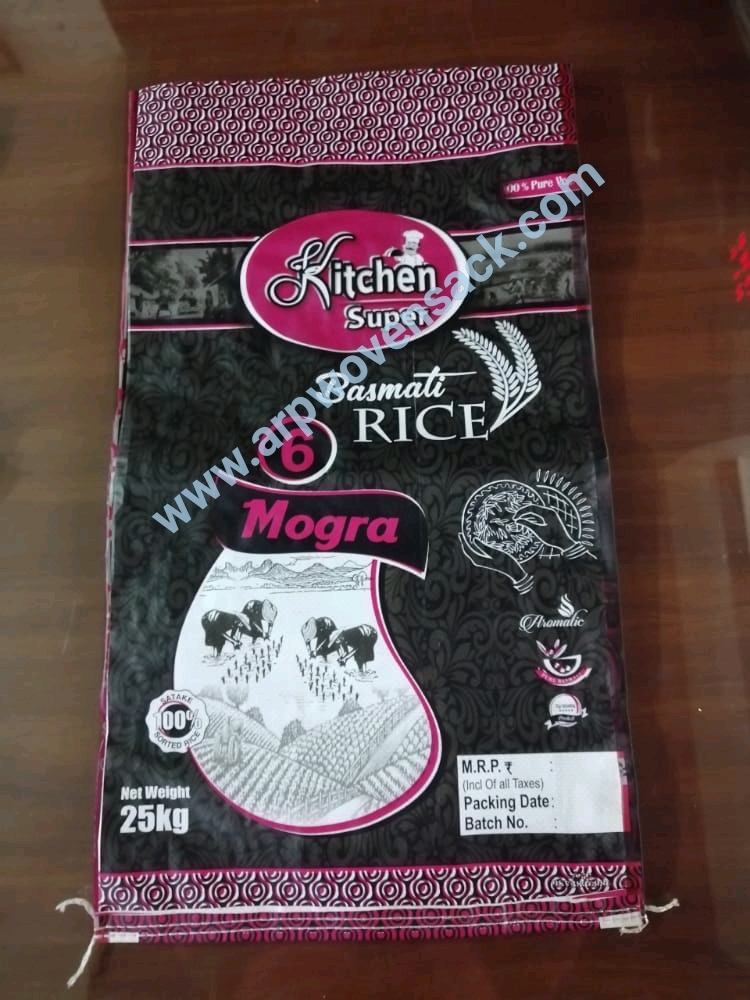 100% Pure
Kitchen
Super
Basmati
RICE
6
Mogra
www.arpwovensack.com
Aromatic
SATAKE
100%
SORTED RICE
Net Weight
25kg
M.R.P. ₹ :
(Incl Of all Taxes)
Packing Date :
Batch No. :